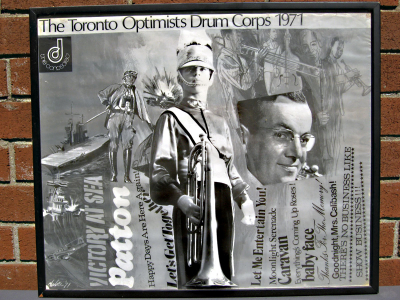 The Toronto Optimists Drum Corps 1971
VICTORY AT SEA
Patton
Happy Days Are Here Again!
Let's Get Together
Let Me Entertain You!
Moonlight Serenade
Caravan
Everythings Coming Up Roses!
baby face
Thanks For The Memory
Goodnight Mrs. Calibash!
THERE'S NO BUSINESS LIKE
SHOW BUSINESS